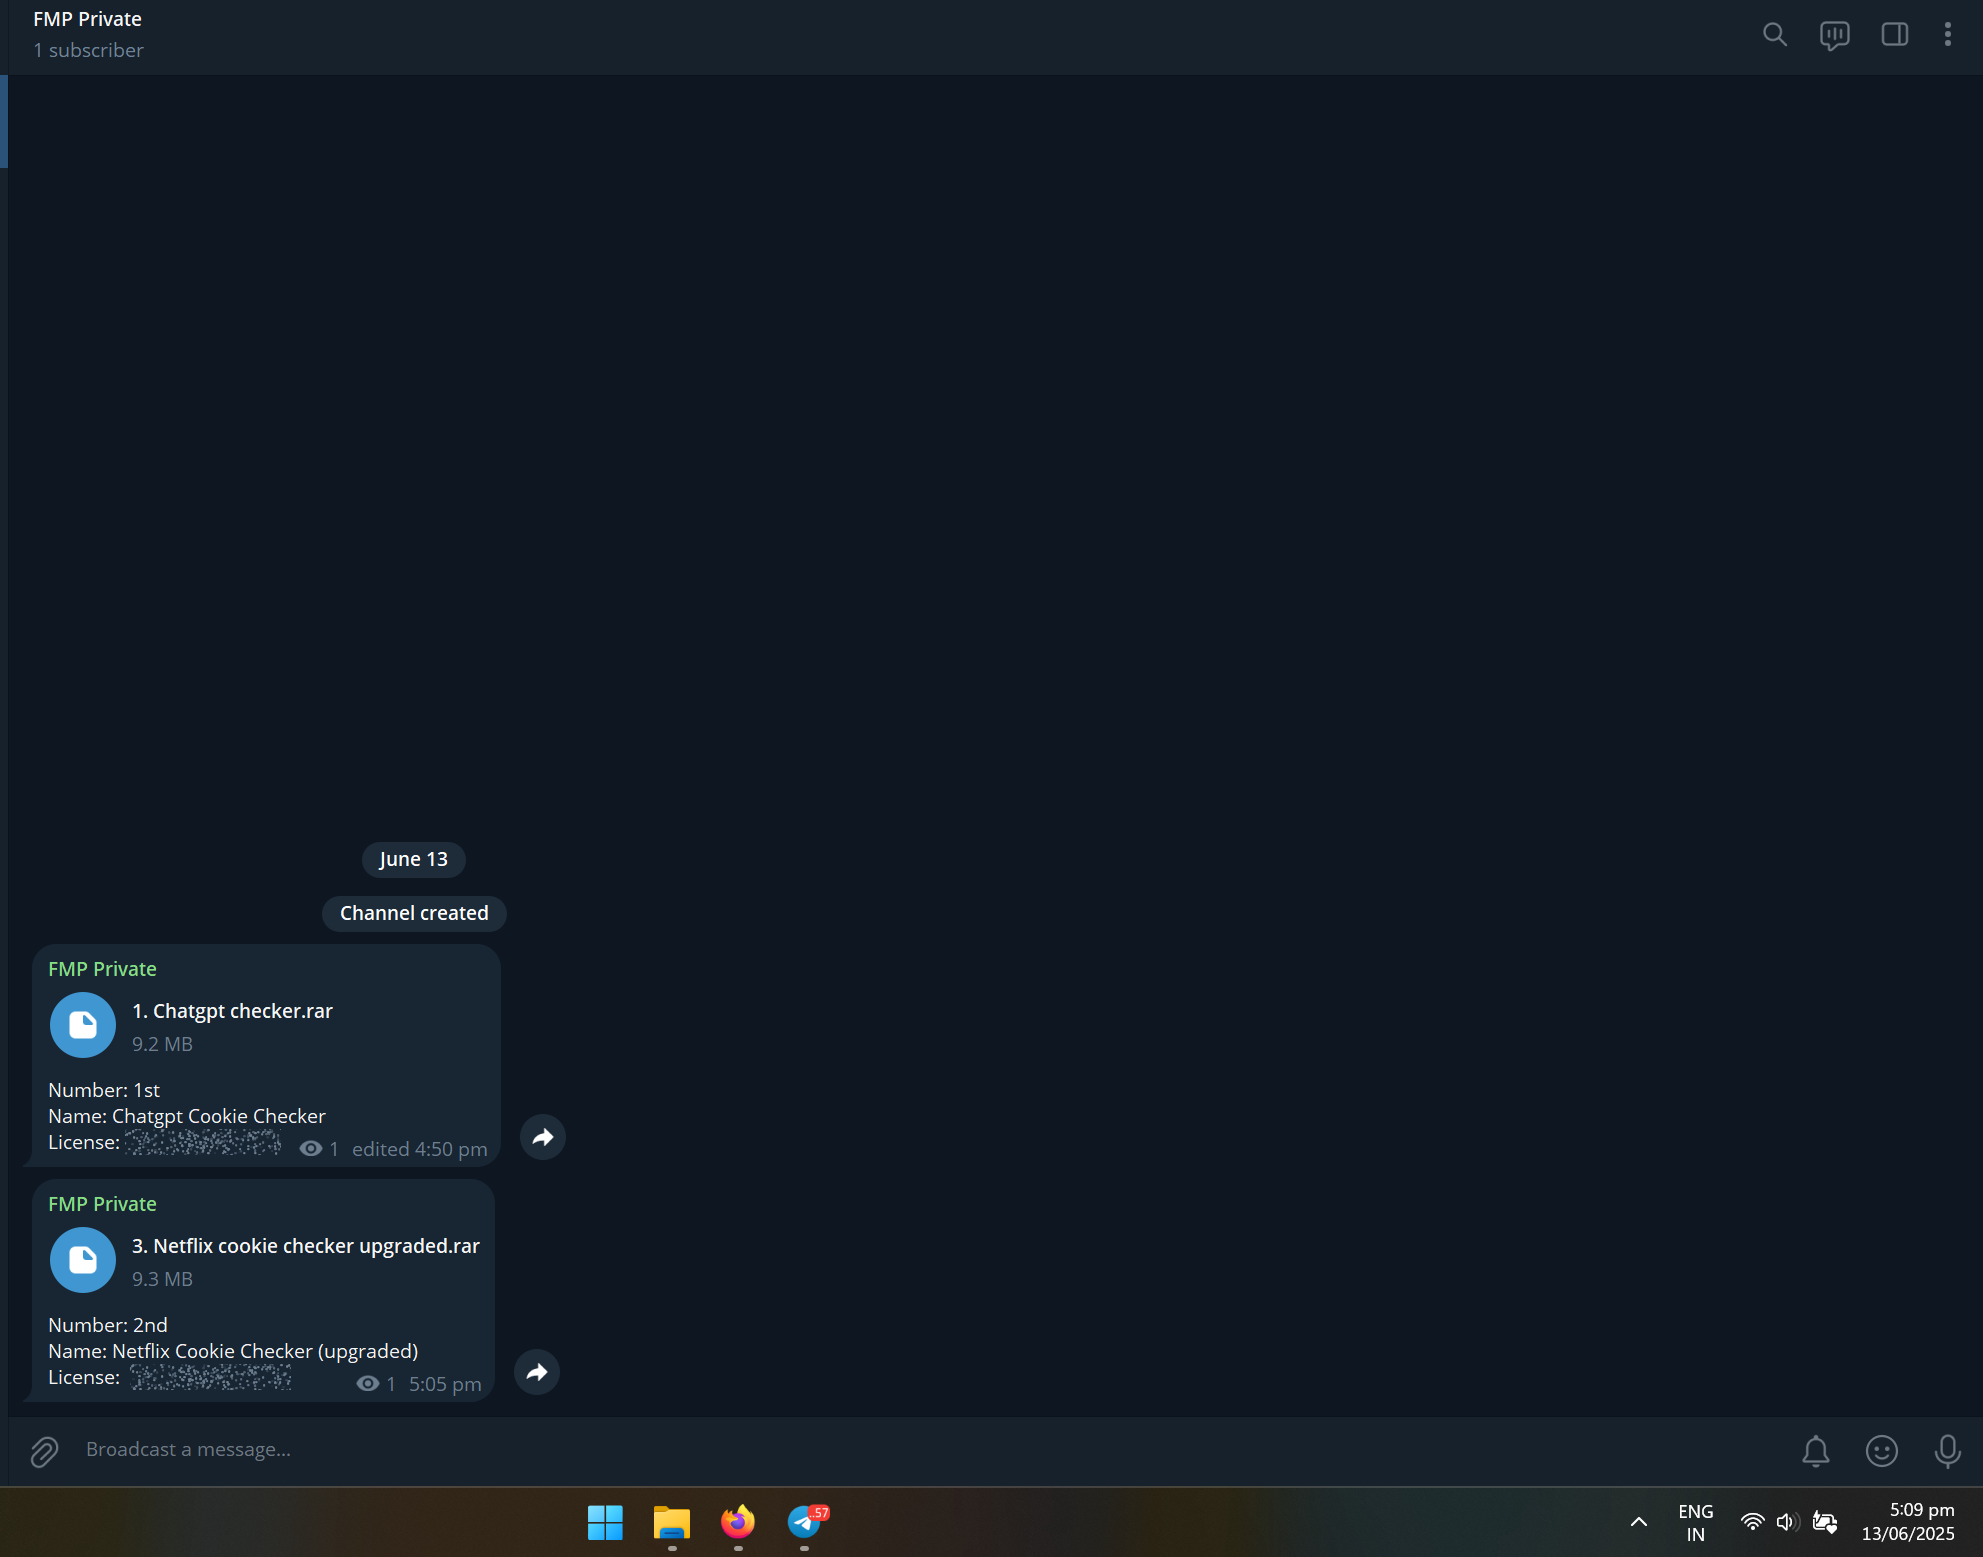 FMP Private
1 subscriber
June 13
Channel created
FMP Private
1. Chatgpt checker.rar
9.2 MB
Number: 1st
Name: Chatgpt Cookie Checker
License:
1 edited 4:50 pm
FMP Private
3. Netflix cookie checker upgraded.rar
9.3 MB
Number: 2nd
Name: Netflix Cookie Checker (upgraded)
License:
1 5:05 pm
Broadcast a message...
..57
ENG
IN
5:09 pm
13/06/2025